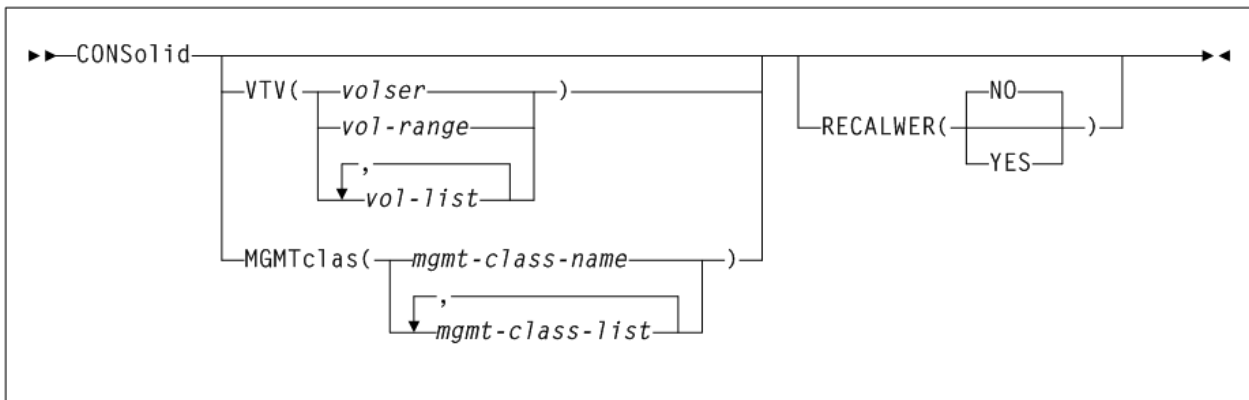 CONSolid
VTV( volser )
vol-range
,
vol-list
MGMTclas( mgmt-class-name )
,
mgmt-class-list
NO
RECALWER( )
YES